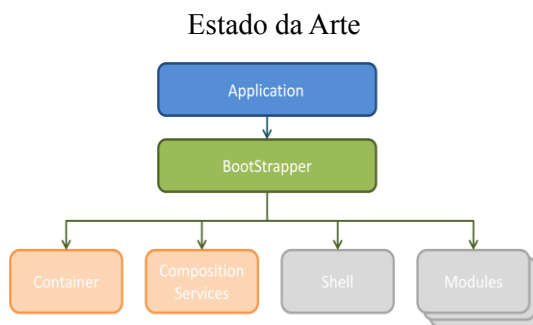 Estado da Arte
Application
BootStrapper
Container
Composition
Services
Shell
Modules